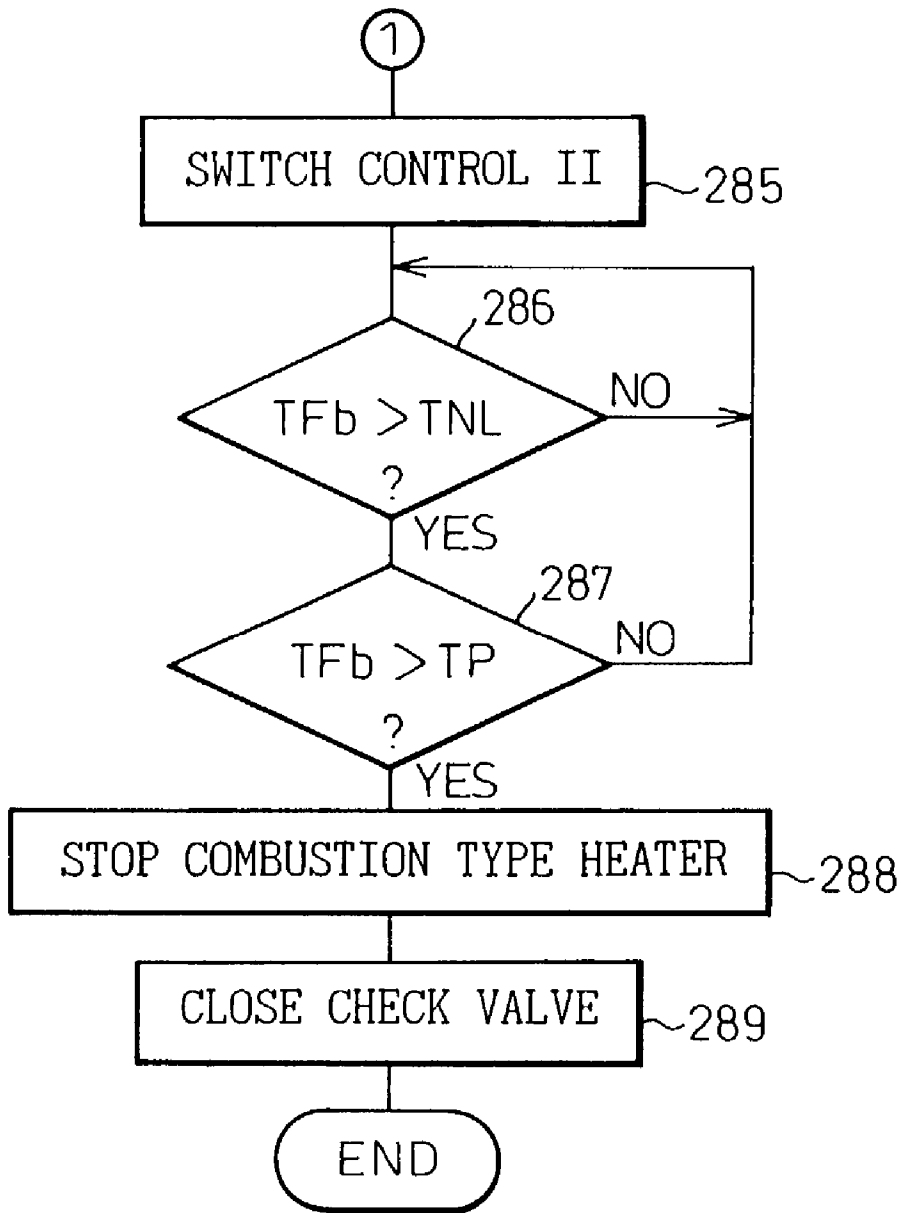 1
SWITCH CONTROL II
285
286
TFb > TNL
?
NO
YES
287
TFb > TP
?
NO
YES
STOP COMBUSTION TYPE HEATER
288
CLOSE CHECK VALVE
289
END